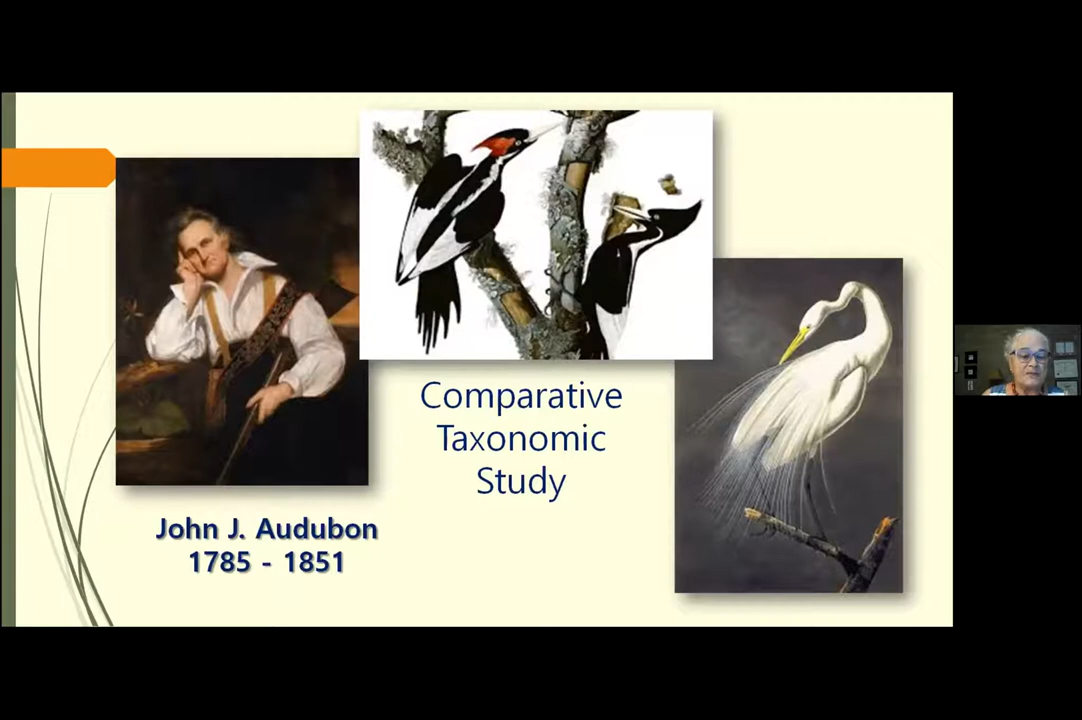 Comparative
Taxonomic
Study
John J. Audubon
1785 - 1851